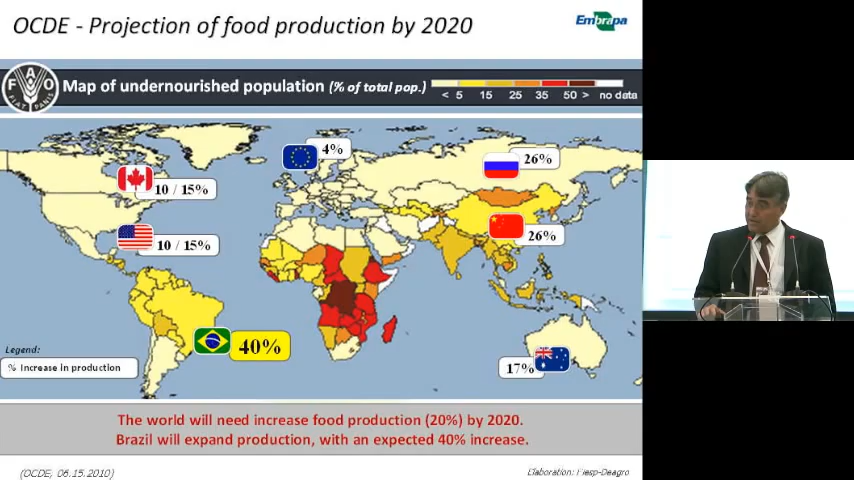 OCDE - Projection of food production by 2020
Embrapa
FAO
FIAT PANIS
Map of undernourished population (% of total pop.)
< 5 15 25 35 50 > no data
4%
26%
10 / 15%
10 / 15%
26%
40%
17%
Legend:
% Increase in production
The world will need increase food production (20%) by 2020.
Brazil will expand production, with an expected 40% increase.
(OCDE, 06.15.2010)
Elaboration: Fiesp-Deagro